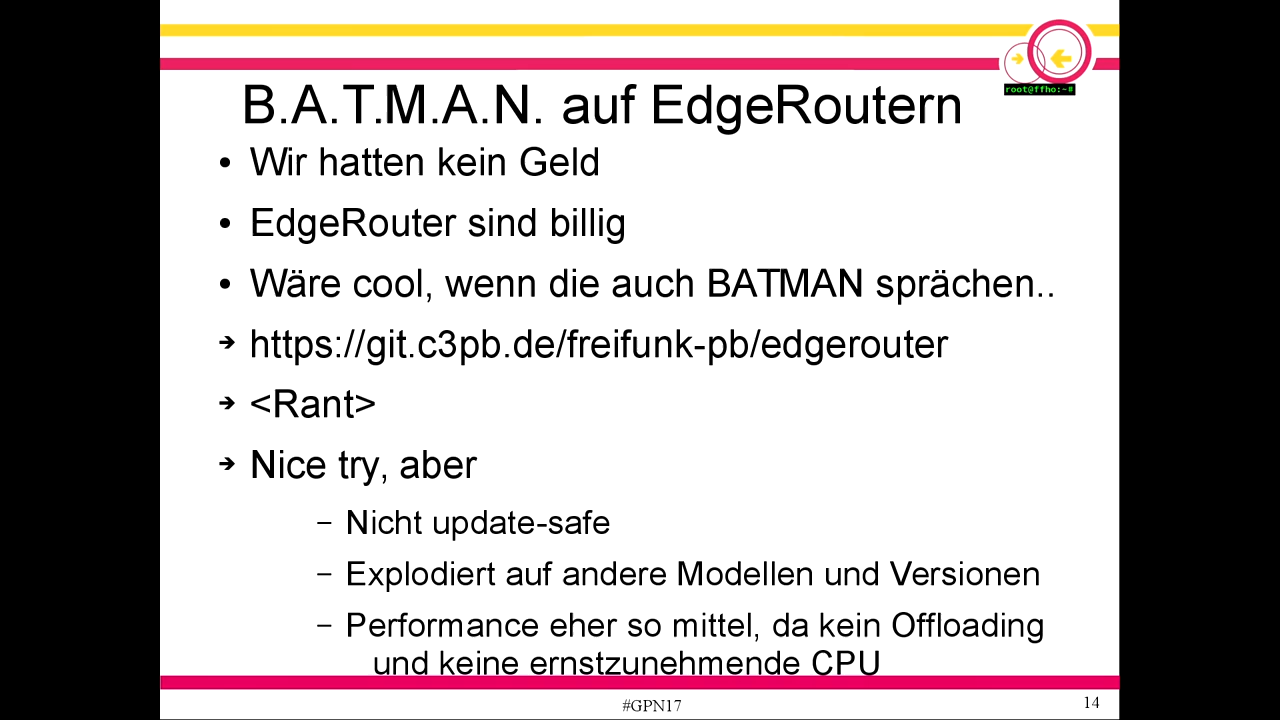 root@ffho:~#
B.A.T.M.A.N. auf EdgeRoutern
• Wir hatten kein Geld
• EdgeRouter sind billig
• Wäre cool, wenn die auch BATMAN sprächen..
➔ https://git.c3pb.de/freifunk-pb/edgerouter
➔ <Rant>
➔ Nice try, aber
– Nicht update-safe
– Explodiert auf andere Modellen und Versionen
– Performance eher so mittel, da kein Offloading
und keine ernstzunehmende CPU
#GPN17
14